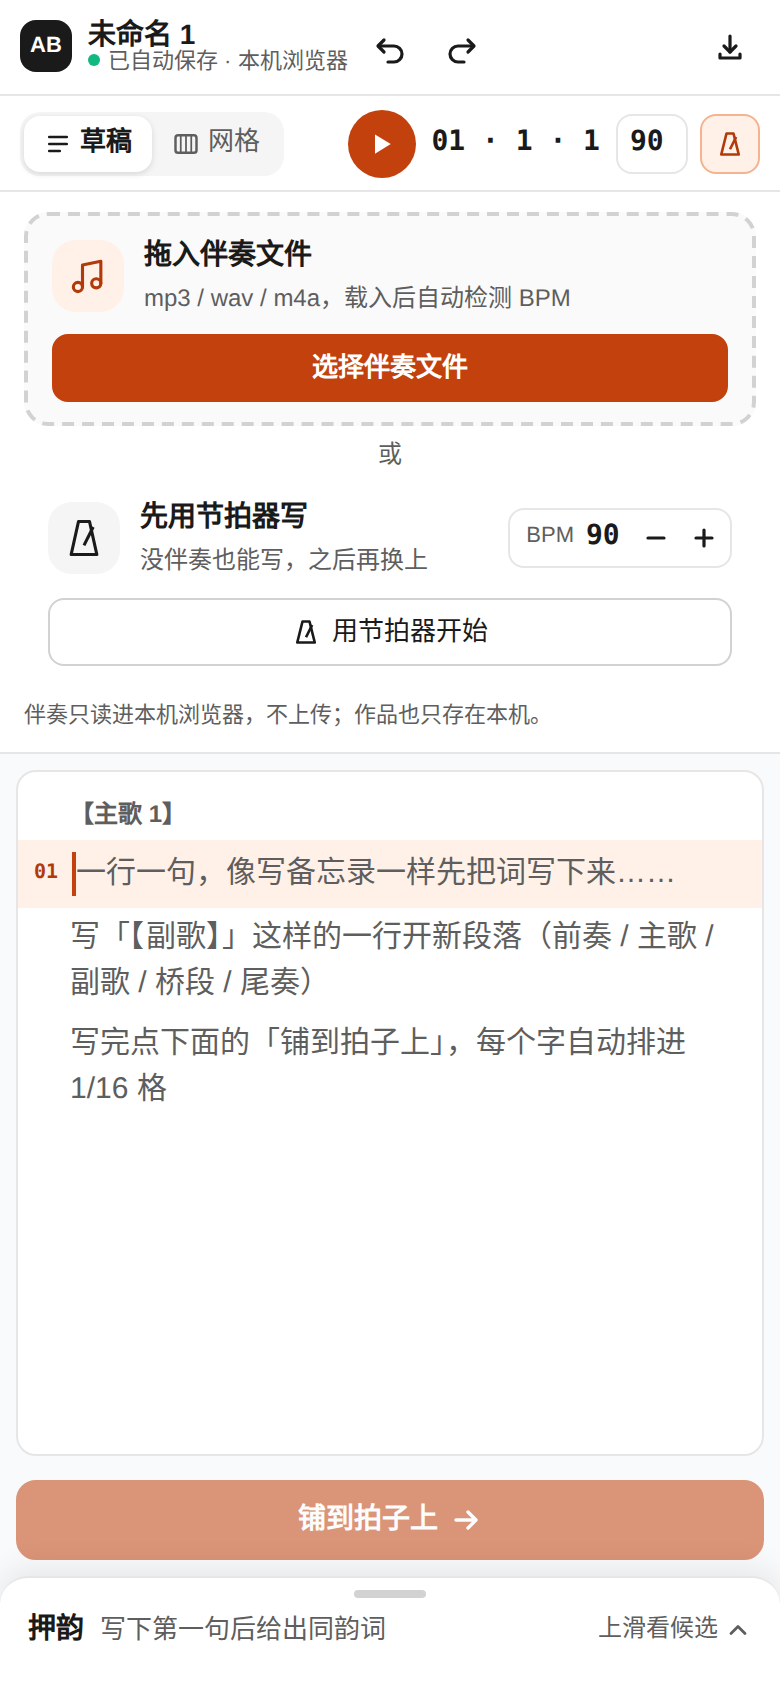 AB
未命名 1
已自动保存 · 本机浏览器
草稿
网格
01 · 1 · 1
90
拖入伴奏文件
mp3 / wav / m4a，载入后自动检测 BPM
选择伴奏文件
或
先用节拍器写
没伴奏也能写，之后再换上
BPM 90 − +
用节拍器开始
伴奏只读进本机浏览器，不上传；作品也只存在本机。
【主歌 1】
01 一行一句，像写备忘录一样先把词写下来……
写「【副歌】」这样的一行开新段落（前奏 / 主歌 /
副歌 / 桥段 / 尾奏）
写完点下面的「铺到拍子上」，每个字自动排进
1/16 格
铺到拍子上 →
押韵 写下第一句后给出同韵词
上滑看候选